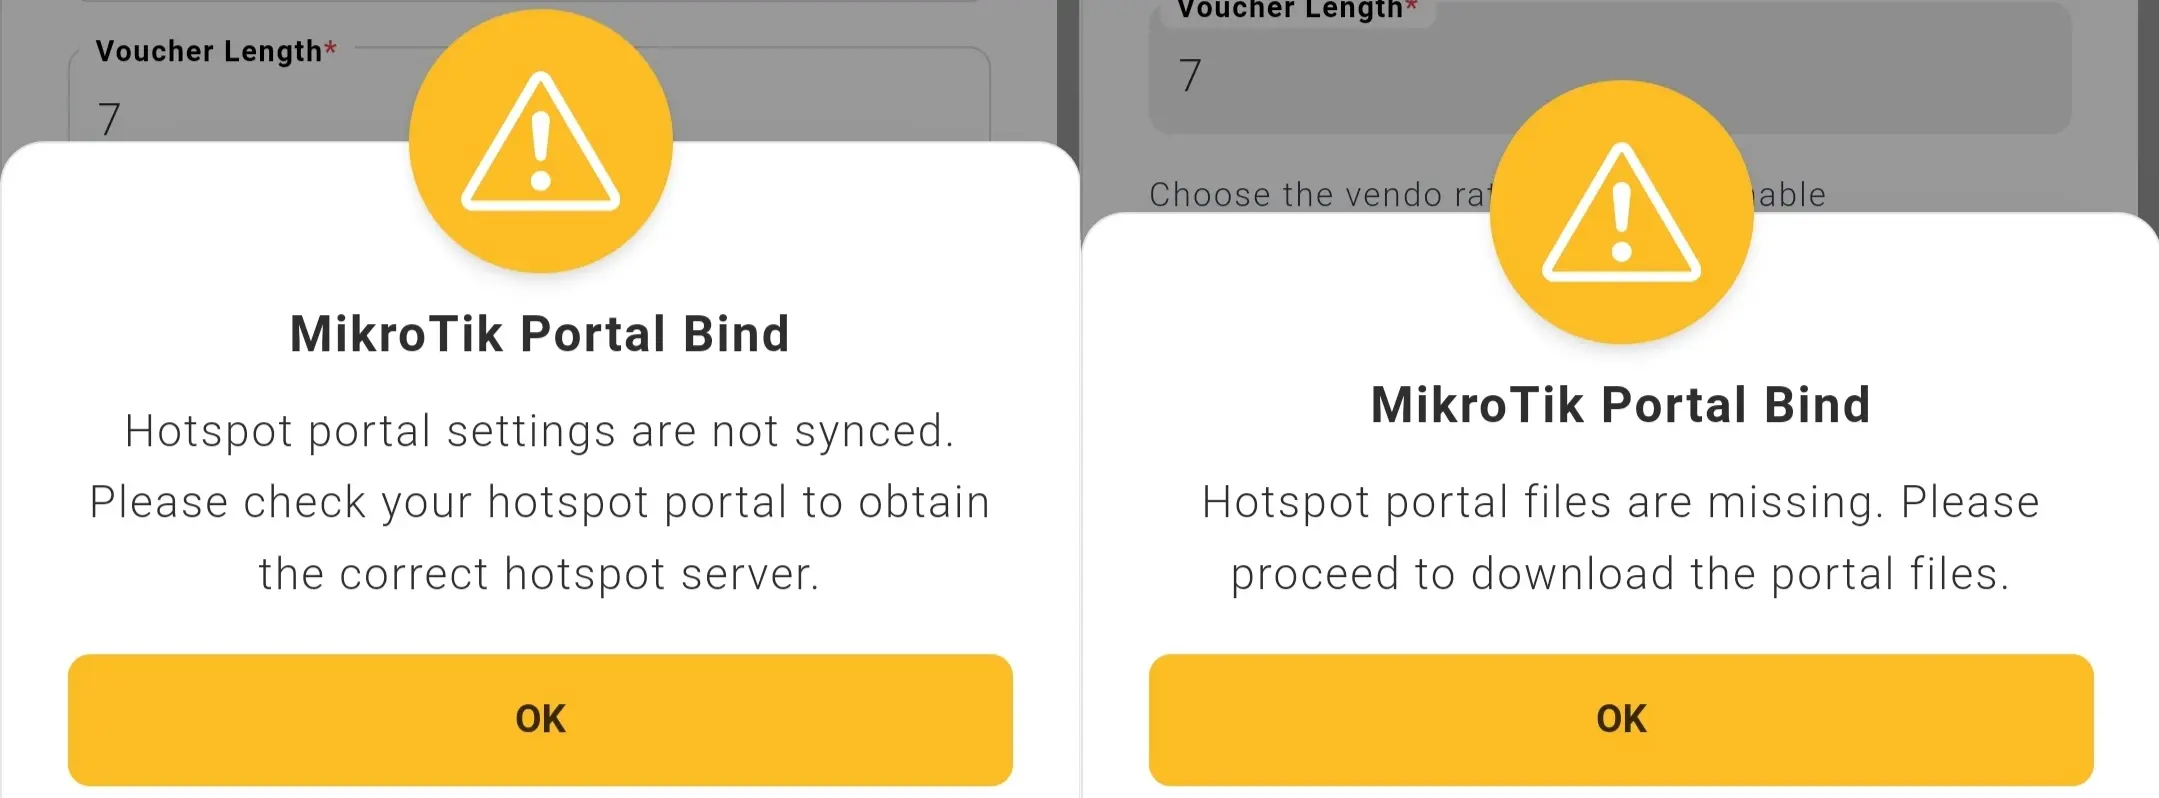 Voucher Length*
7
MikroTik Portal Bind
Hotspot portal settings are not synced.
Please check your hotspot portal to obtain
the correct hotspot server.
OK
Voucher Length*
7
Choose the vendo able
MikroTik Portal Bind
Hotspot portal files are missing. Please
proceed to download the portal files.
OK